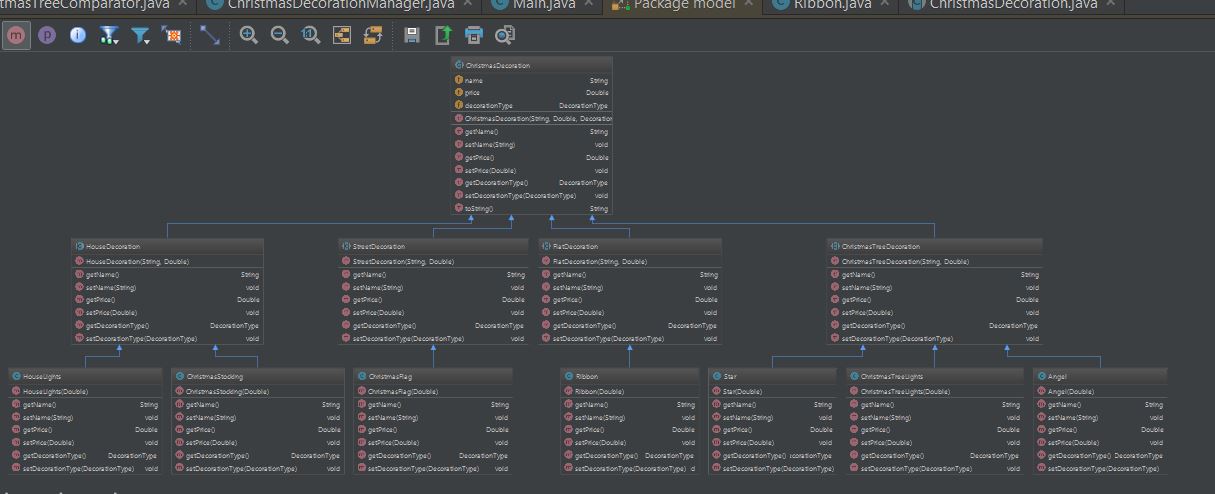 tmasTreeComparator.java ChristmasDecorationManager.java Main.java Package model Ribbon.java ChristmasDecoration.java
ChristmasDecoration
name String
price Double
decorationType DecorationType
ChristmasDecoration(String, Double, Decoration
getName() String
setName(String) void
getPrice() Double
setPrice(Double) void
getDecorationType() DecorationType
setDecorationType(DecorationType) void
toString() String
HouseDecoration
HouseDecoration(String, Double)
getName() String
setName(String) void
getPrice() Double
setPrice(Double) void
getDecorationType() DecorationType
setDecorationType(DecorationType) void
StreetDecoration
StreetDecoration(String, Double)
getName() String
setName(String) void
getPrice() Double
setPrice(Double) void
getDecorationType() DecorationType
setDecorationType(DecorationType) void
FlatDecoration
FlatDecoration(String, Double)
getName() String
setName(String) void
getPrice() Double
setPrice(Double) void
getDecorationType() DecorationType
setDecorationType(DecorationType) void
ChristmasTreeDecoration
ChristmasTreeDecoration(String, Double)
getName() String
setName(String) void
getPrice() Double
setPrice(Double) void
getDecorationType() DecorationType
setDecorationType(DecorationType) void
HouseLights
HouseLights(Double)
getName() String
setName(String) void
getPrice() Double
setPrice(Double) void
getDecorationType() DecorationType
setDecorationType(DecorationType) void
ChristmasStocking
ChristmasStocking(Double)
getName() String
setName(String) void
getPrice() Double
setPrice(Double) void
getDecorationType() DecorationType
setDecorationType(DecorationType) void
ChristmasFlag
ChristmasFlag(Double)
getName() String
setName(String) void
getPrice() Double
setPrice(Double) void
getDecorationType() DecorationType
setDecorationType(DecorationType) void
Ribbon
Ribbon(Double)
getName() String
setName(String) void
getPrice() Double
setPrice(Double) void
getDecorationType() DecorationType
setDecorationType(DecorationType) d
Star
Star(Double)
getName() String
setName(String) void
getPrice() Double
setPrice(Double) void
getDecorationType() corationType
setDecorationType(DecorationType)
ChristmasTreeLights
ChristmasTreeLights(Double)
getName() String
setName(String) void
getPrice() Double
setPrice(Double) void
getDecorationType() DecorationType
setDecorationType(DecorationType) void
Angel
Angel(Double)
getName() String
setName(String) void
getPrice() Double
setPrice(Double) void
getDecorationType() DecorationType
setDecorationType(DecorationType)